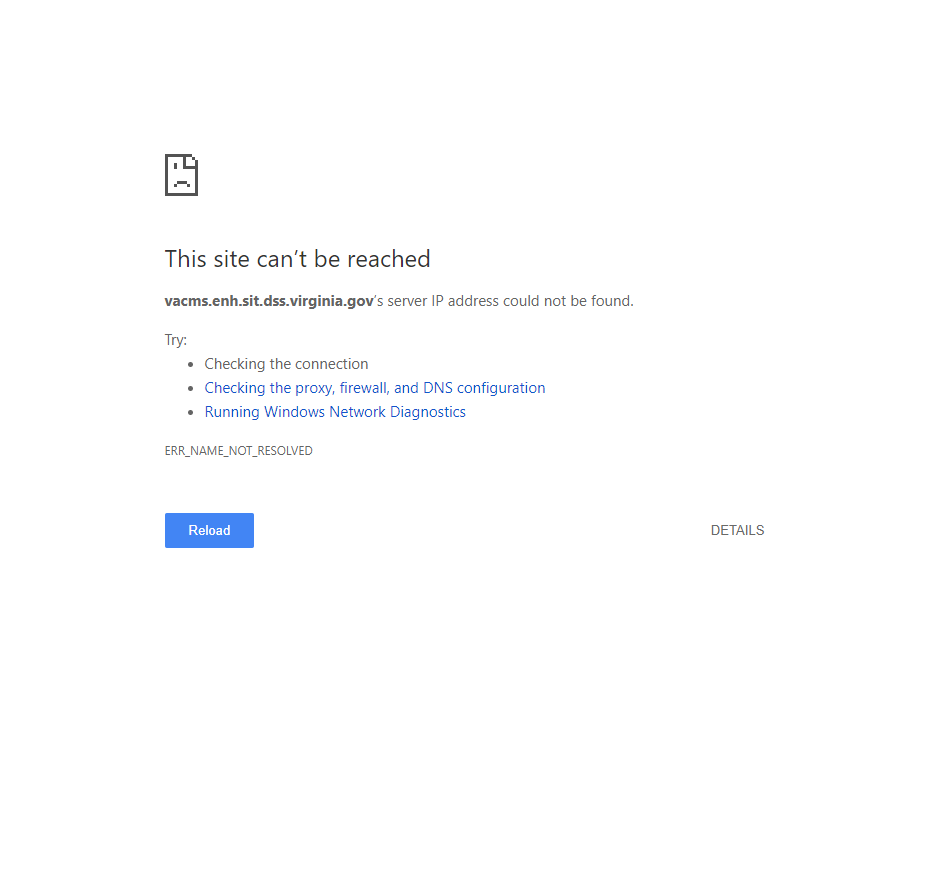 This site can’t be reached
vacms.enh.sit.dss.virginia.gov’s server IP address could not be found.
Try:
Checking the connection
Checking the proxy, firewall, and DNS configuration
Running Windows Network Diagnostics
ERR_NAME_NOT_RESOLVED
Reload
DETAILS